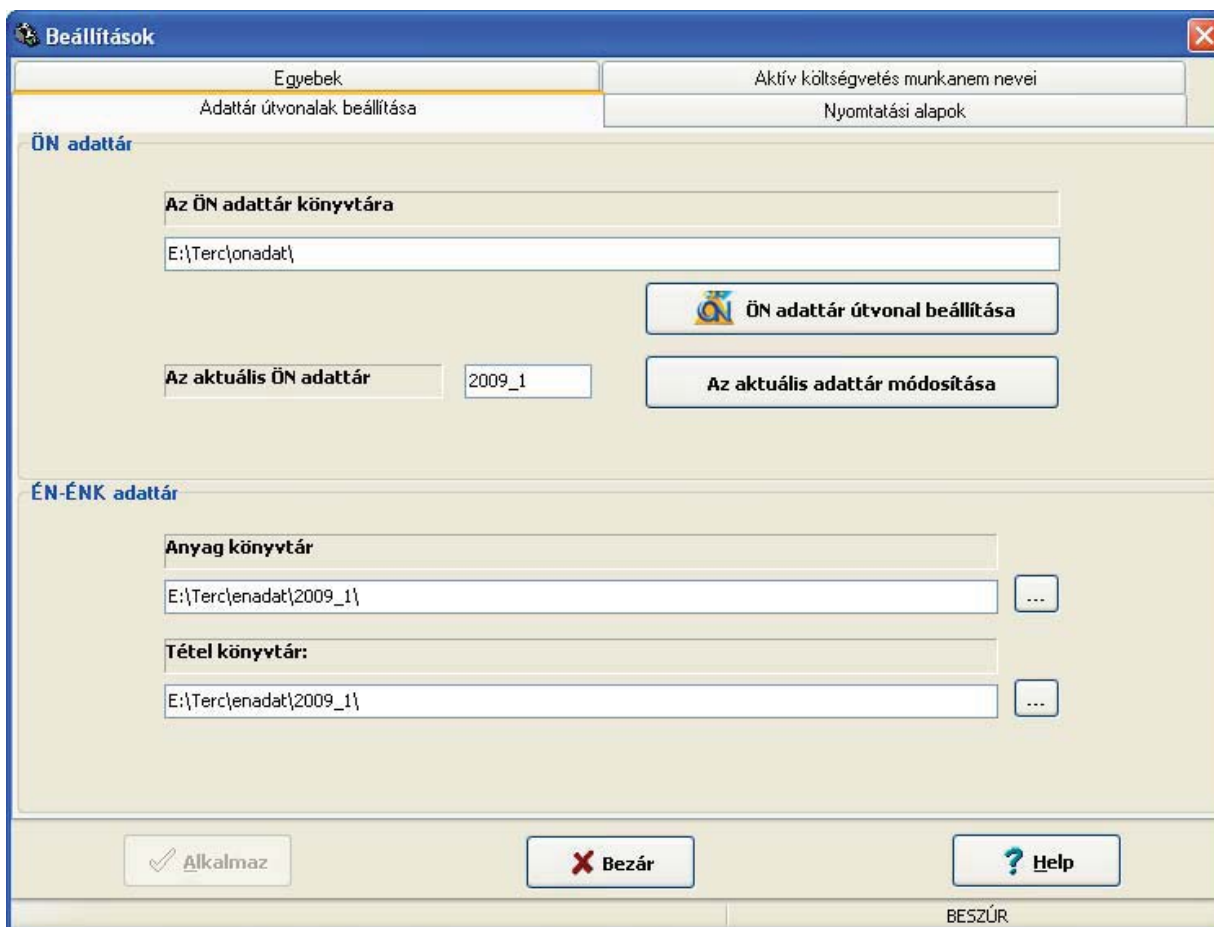 Beállítások
Egyebek
Aktív költségvetés munkanem nevei
Adattár útvonalak beállítása
Nyomtatási alapok
ÖN adattár
Az ÖN adattár könyvtára
E:\Terc\onadat\
ÖN ÖN adattár útvonal beállítása
Az aktuális ÖN adattár
2009_1
Az aktuális adattár módosítása
ÉN-ÉNK adattár
Anyag könyvtár
E:\Terc\enadat\2009_1\
...
Tétel könyvtár:
E:\Terc\enadat\2009_1\
...
Alkalmaz
Bezár
? Help
BESZÚR